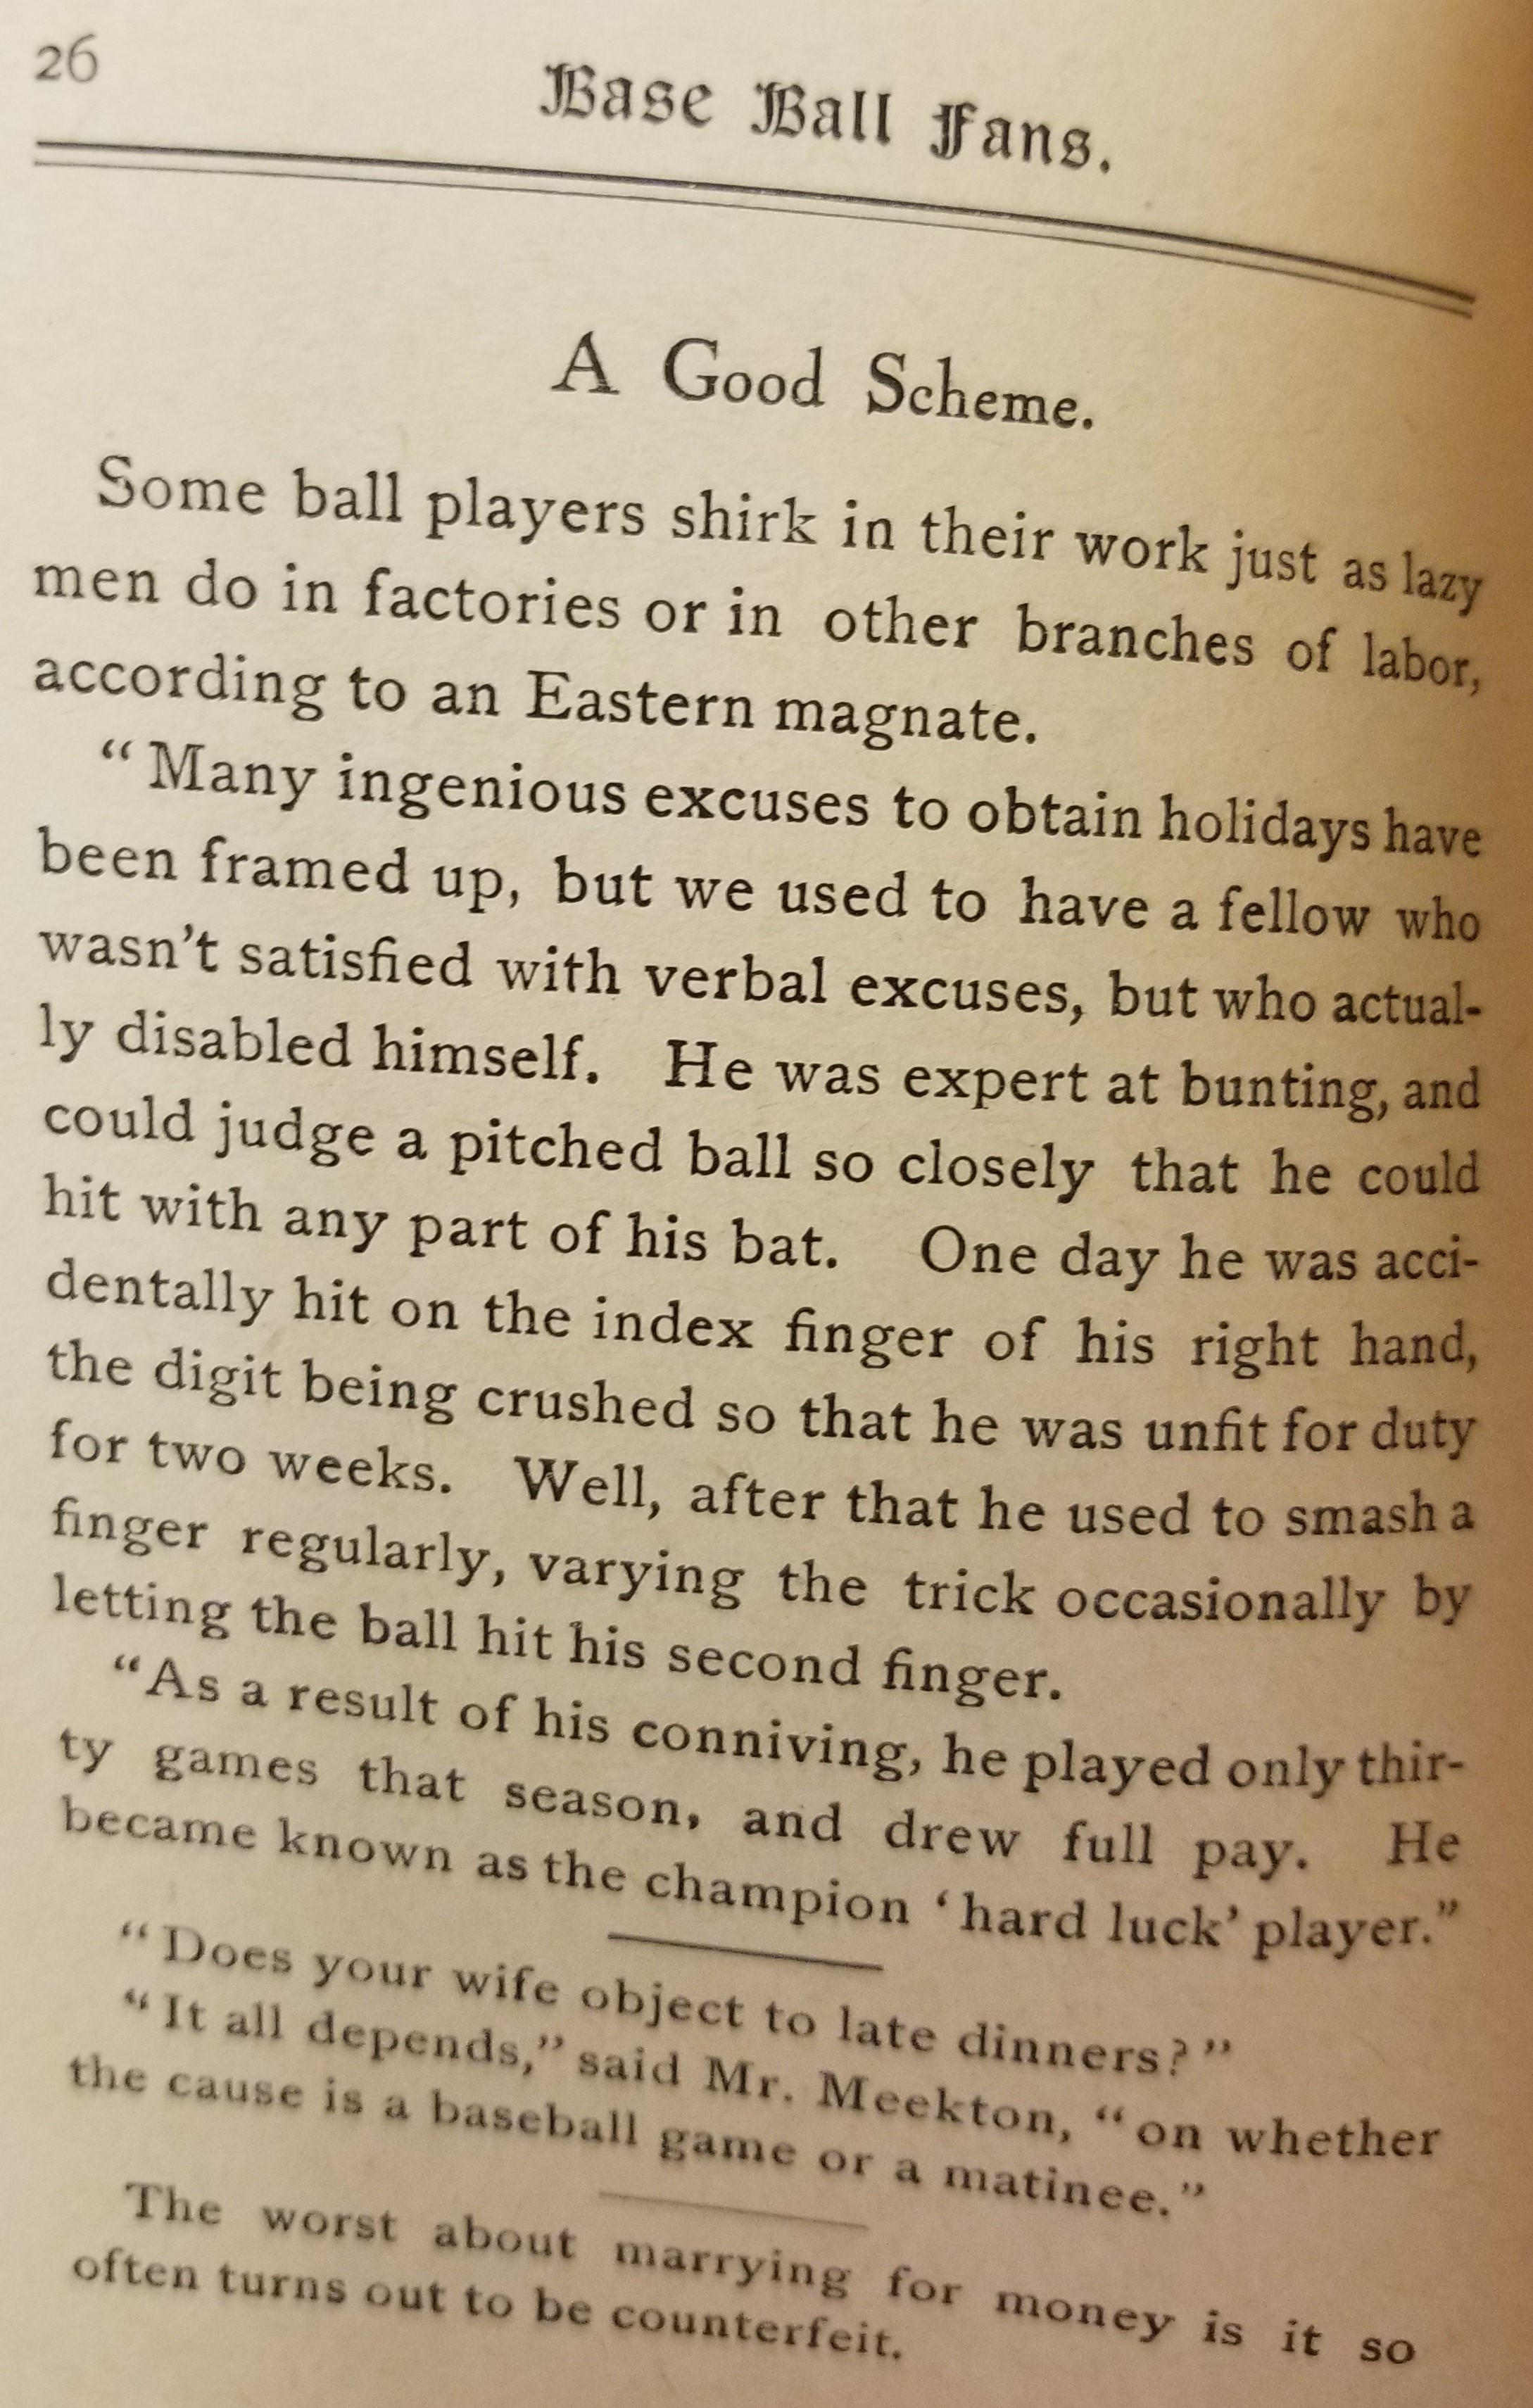 26
Base Ball Fans.
A Good Scheme.
Some ball players shirk in their work just as lazy
men do in factories or in other branches of labor,
according to an Eastern magnate.
“Many ingenious excuses to obtain holidays have
been framed up, but we used to have a fellow who
wasn’t satisfied with verbal excuses, but who actual-
ly disabled himself. He was expert at bunting, and
could judge a pitched ball so closely that he could
hit with any part of his bat. One day he was acci-
dentally hit on the index finger of his right hand,
the digit being crushed so that he was unfit for duty
for two weeks. Well, after that he used to smash a
finger regularly, varying the trick occasionally by
letting the ball hit his second finger.
“As a result of his conniving, he played only thir-
ty games that season, and drew full pay. He
became known as the champion ‘hard luck’ player.”
“Does your wife object to late dinners?”
“It all depends,” said Mr. Meekton, “on whether
the cause is a baseball game or a matinee.”
The worst about marrying for money is it so
often turns out to be counterfeit.